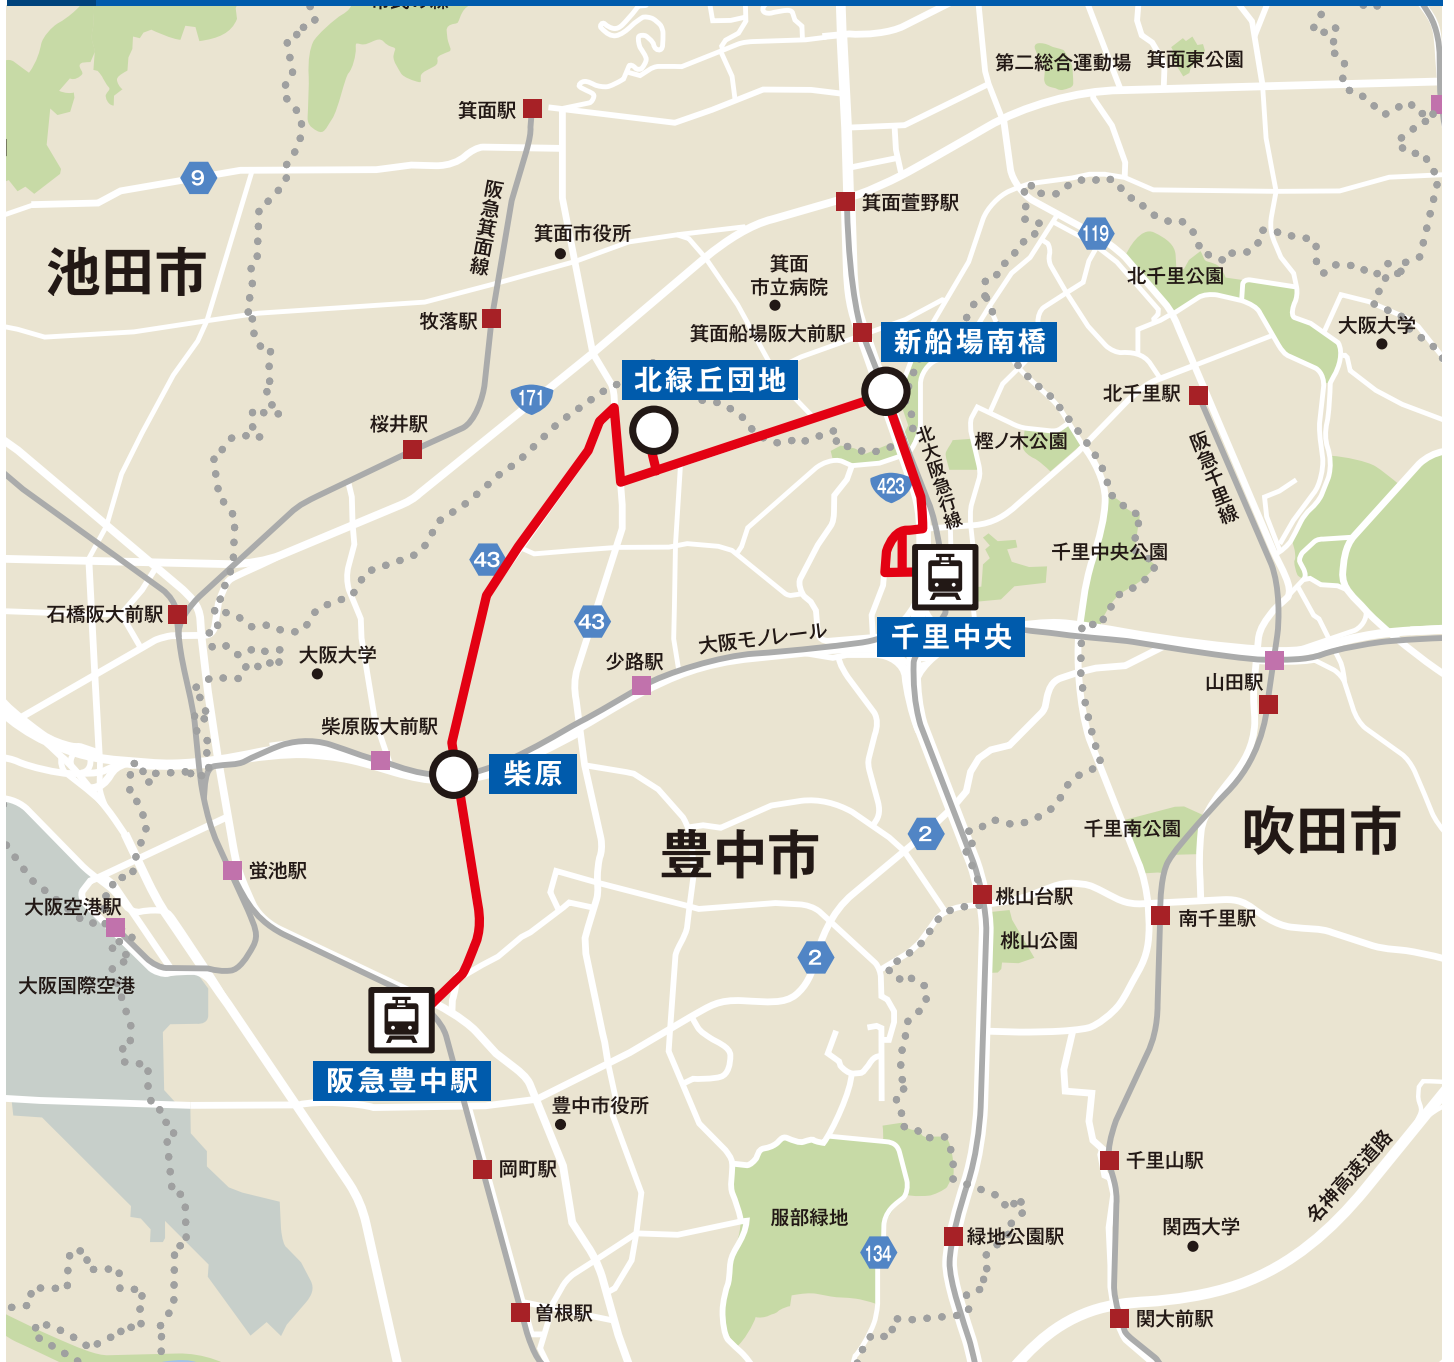 第二総合運動場
箕面東公園
箕面駅
9
阪急箕面線
箕面萱野駅
箕面市役所
119
池田市
箕面
市立病院
北千里公園
牧落駅
箕面船場阪大前駅
新船場南橋
大阪大学
北緑丘団地
171
北千里駅
桜井駅
北大阪急行線
樫ノ木公園
阪急千里線
423
43
千里中央公園
石橋阪大前駅
43
大阪モノレール
千里中央
大阪大学
少路駅
山田駅
柴原阪大前駅
柴原
千里南公園
吹田市
2
豊中市
蛍池駅
桃山台駅
大阪空港駅
南千里駅
桃山公園
2
大阪国際空港
阪急豊中駅
豊中市役所
名神高速道路
岡町駅
千里山駅
服部緑地
関西大学
緑地公園駅
134
曽根駅
関大前駅